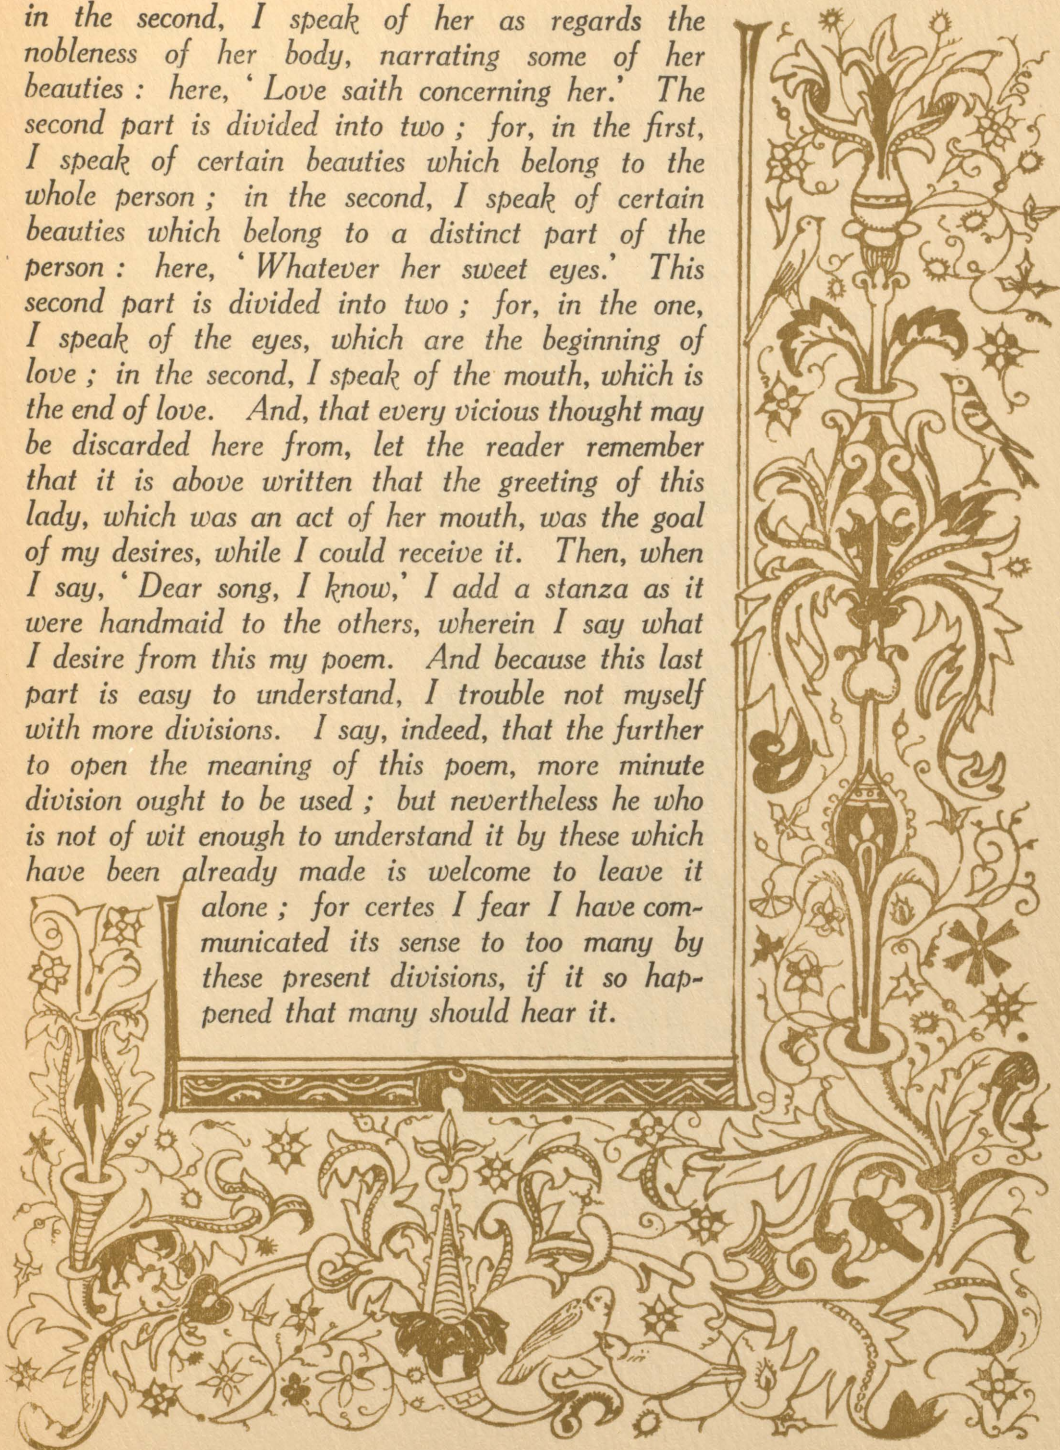 in the second, I speak of her as regards the
nobleness of her body, narrating some of her
beauties : here, ‘ Love saith concerning her.’ The
second part is divided into two ; for, in the first,
I speak of certain beauties which belong to the
whole person ; in the second, I speak of certain
beauties which belong to a distinct part of the
person : here, ‘ Whatever her sweet eyes.’ This
second part is divided into two ; for, in the one,
I speak of the eyes, which are the beginning of
love ; in the second, I speak of the mouth, which is
the end of love. And, that every vicious thought may
be discarded here from, let the reader remember
that it is above written that the greeting of this
lady, which was an act of her mouth, was the goal
of my desires, while I could receive it. Then, when
I say, ‘ Dear song, I know,’ I add a stanza as it
were handmaid to the others, wherein I say what
I desire from this my poem. And because this last
part is easy to understand, I trouble not myself
with more divisions. I say, indeed, that the further
to open the meaning of this poem, more minute
division ought to be used ; but nevertheless he who
is not of wit enough to understand it by these which
have been already made is welcome to leave it
alone ; for certes I fear I have com-
municated its sense to too many by
these present divisions, if it so hap-
pened that many should hear it.